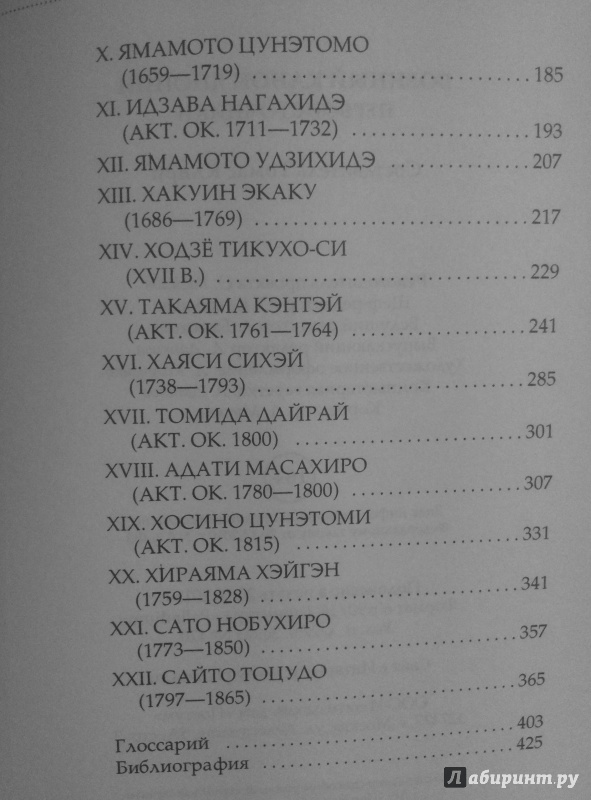 X. ЯМАМОТО ЦУНЭТОМО
(1659—1719) ................ 185
XI. ИДЗАВА НАГАХИДЭ
(АКТ. ОК. 1711—1732) ................ 193
XII. ЯМАМОТО УДЗИХИДЭ ................ 207
XIII. ХАКУИН ЭКАКУ
(1686—1769) ................ 217
XIV. ХОДЗЁ ТИКУХО-СИ
(XVII В.) ................ 229
XV. ТАКАЯМА КЭНТЭЙ
(АКТ. ОК. 1761—1764) ................ 241
XVI. ХАЯСИ СИХЭЙ
(1738—1793) ................ 285
XVII. ТОМИДА ДАЙРАЙ
(АКТ. ОК. 1800) ................ 301
XVIII. АДАТИ МАСАХИРО
(АКТ. ОК. 1780—1800) ................ 307
XIX. ХОСИНО ЦУНЭТОМИ
(АКТ. ОК. 1815) ................ 331
XX. ХИРАЯМА ХЭЙГЭН
(1759—1828) ................ 341
XXI. САТО НОБУХИРО
(1773—1850) ................ 357
XXII. САЙТО ТОЦУДО
(1797—1865) ................ 365
Глоссарий ................ 403
Библиография ................ 425
Лабиринт.ру